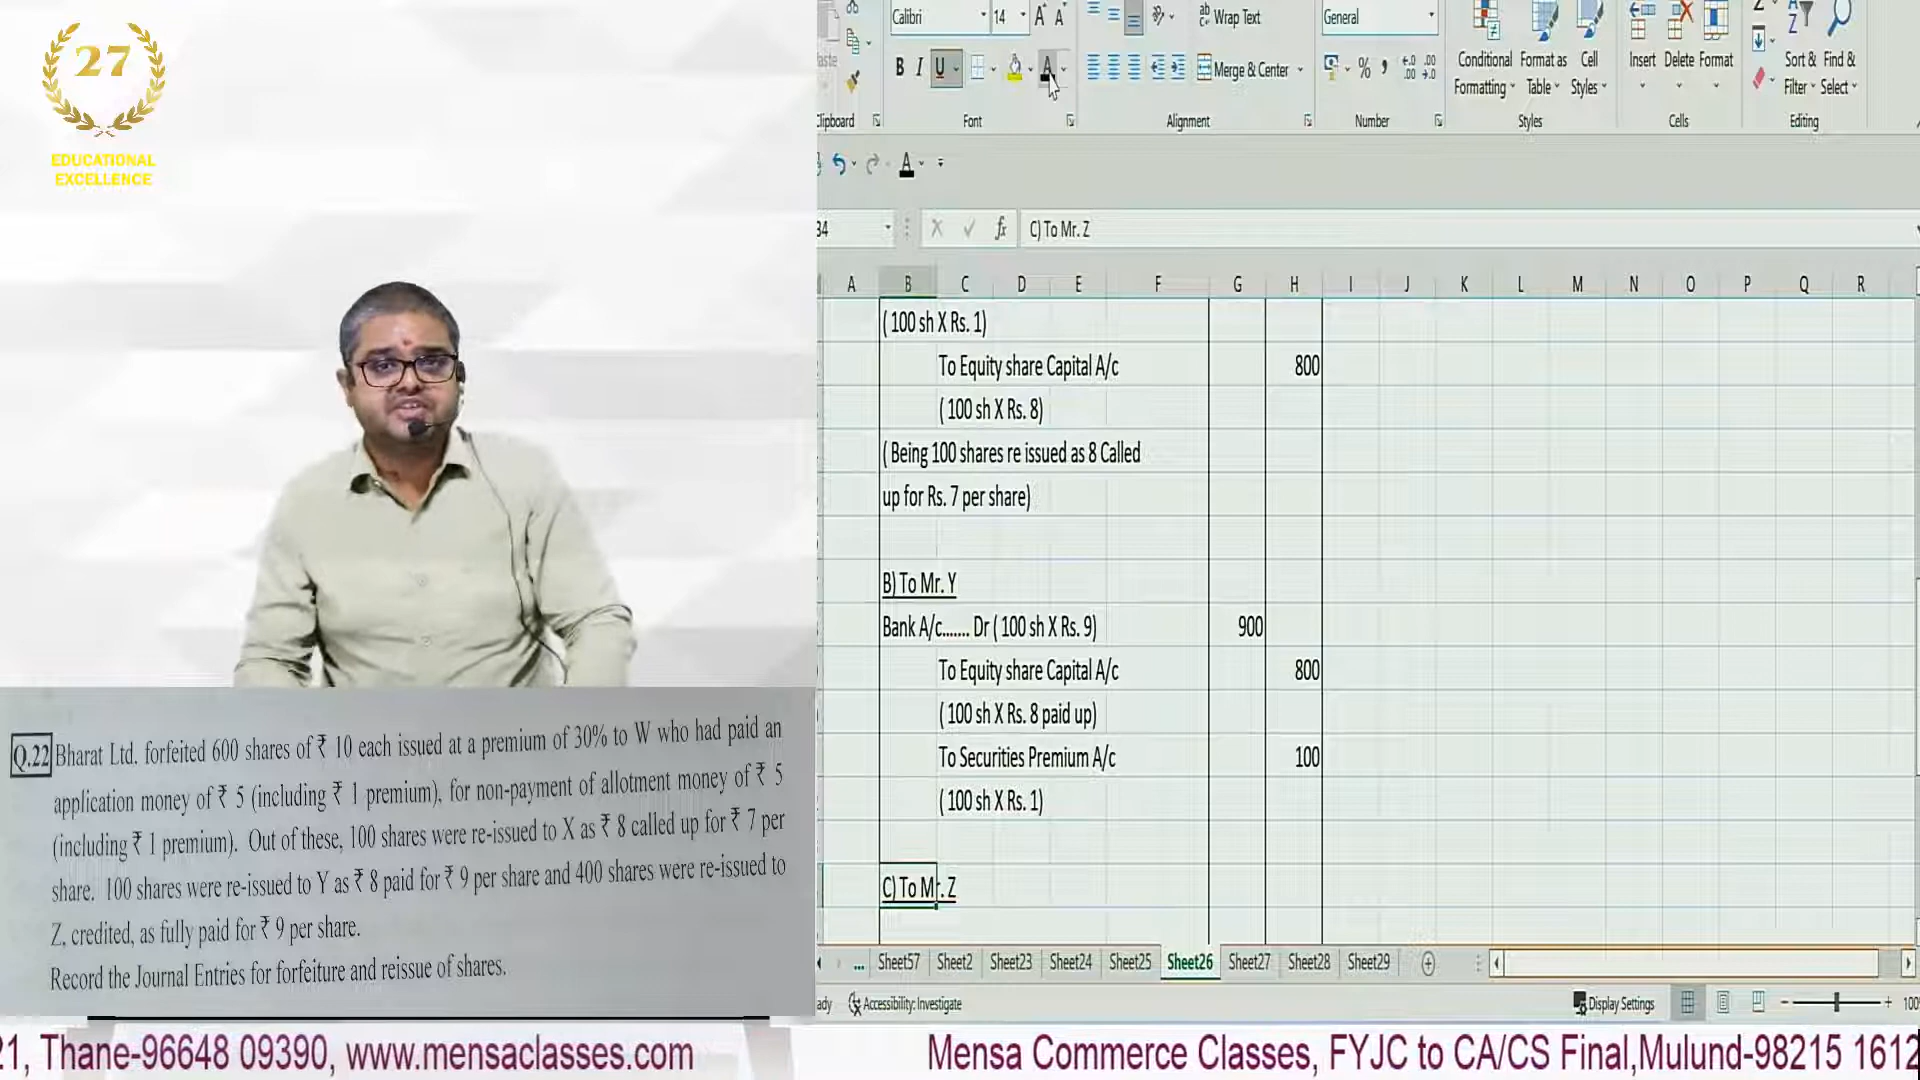 27
EDUCATIONAL
EXCELLENCE
Q.22 Bharat Ltd. forfeited 600 shares of ₹ 10 each issued at a premium of 30% to W who had paid an
application money of ₹ 5 (including ₹ 1 premium), for non-payment of allotment money of ₹ 5
(including ₹ 1 premium). Out of these, 100 shares were re-issued to X as ₹ 8 called up for ₹ 7 per
share. 100 shares were re-issued to Y as ₹ 8 paid for ₹ 9 per share and 400 shares were re-issued to
Z, credited, as fully paid for ₹ 9 per share.
Record the Journal Entries for forfeiture and reissue of shares.
Calibri 14 A A Wrap Text General
B I U A Merge & Center % Conditional Formatting Format as Table Cell Styles Insert Delete Format Sort & Filter Find & Select
Clipboard Font Alignment Number Styles Cells Editing
A
B4 fx C) To Mr. Z
A B C D E F G H I J K L M N O P Q R
( 100 sh X Rs. 1)
To Equity share Capital A/c 800
( 100 sh X Rs. 8)
( Being 100 shares re issued as 8 Called
up for Rs. 7 per share)
B) To Mr. Y
Bank A/c....... Dr ( 100 sh X Rs. 9) 900
To Equity share Capital A/c 800
( 100 sh X Rs. 8 paid up)
To Securities Premium A/c 100
( 100 sh X Rs. 1)
C) To Mr. Z
... Sheet57 Sheet2 Sheet23 Sheet24 Sheet25 Sheet26 Sheet27 Sheet28 Sheet29
Accessibility: Investigate Display Settings 100
21, Thane-96648 09390, www.mensaclasses.com Mensa Commerce Classes, FYJC to CA/CS Final,Mulund-98215 1612